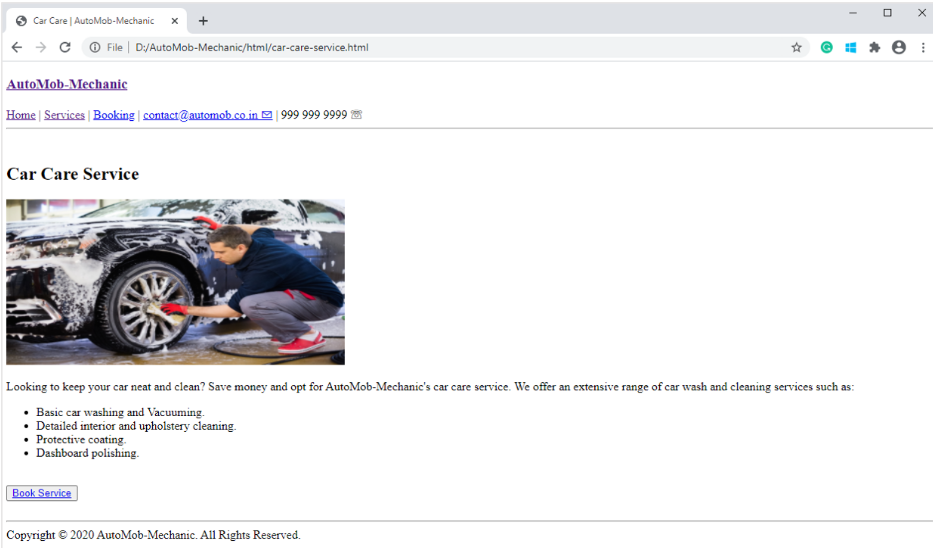 Car Care | AutoMob-Mechanic
File | D:/AutoMob-Mechanic/html/car-care-service.html
AutoMob-Mechanic
Home | Services | Booking | contact@automob.co.in ✉ | 999 999 9999 ☏
Car Care Service
Looking to keep your car neat and clean? Save money and opt for AutoMob-Mechanic's car care service. We offer an extensive range of car wash and cleaning services such as:
• Basic car washing and Vacuuming.
• Detailed interior and upholstery cleaning.
• Protective coating.
• Dashboard polishing.
Book Service
Copyright © 2020 AutoMob-Mechanic. All Rights Reserved.